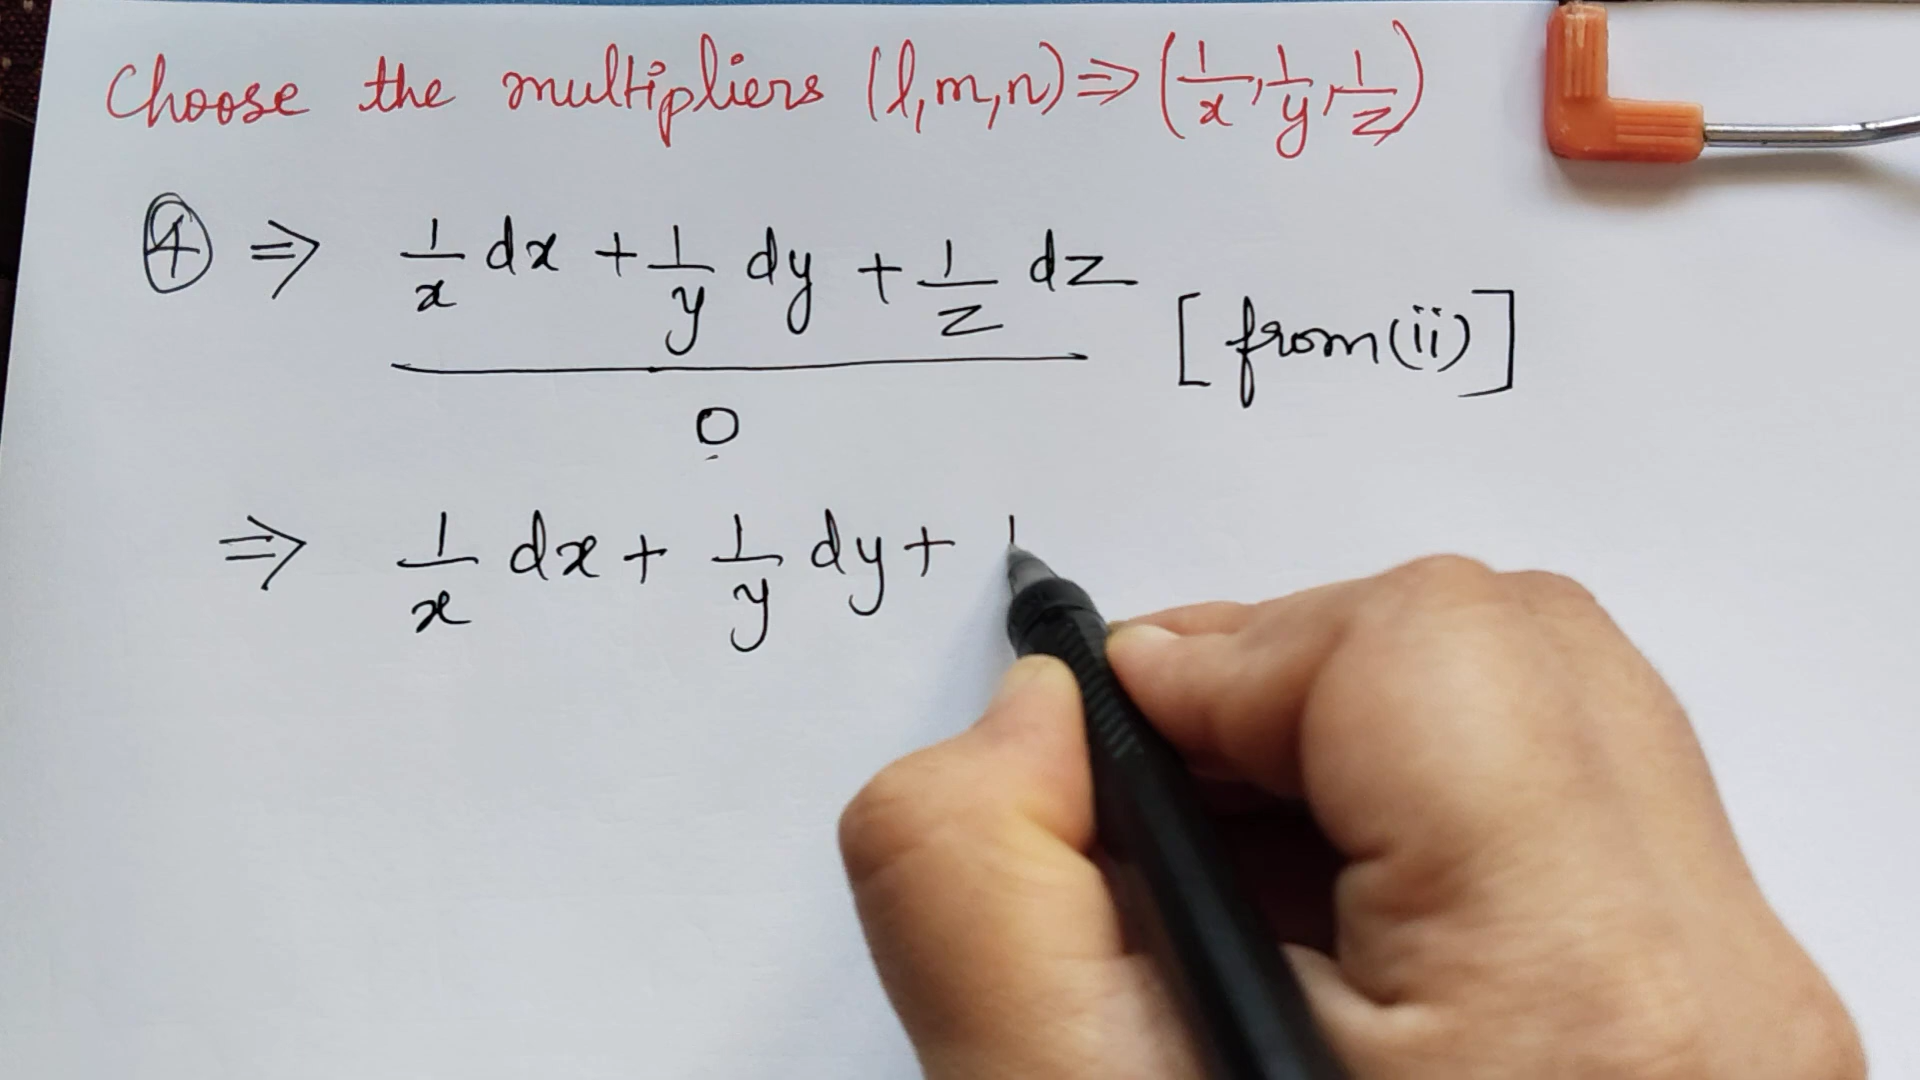 Choose the multipliers (l,m,n) ⇒ (1/x, 1/y, 1/z)
④ ⇒ (1/x dx + 1/y dy + 1/z dz)/0 [from (ii)]
⇒ 1/x dx + 1/y dy + 1